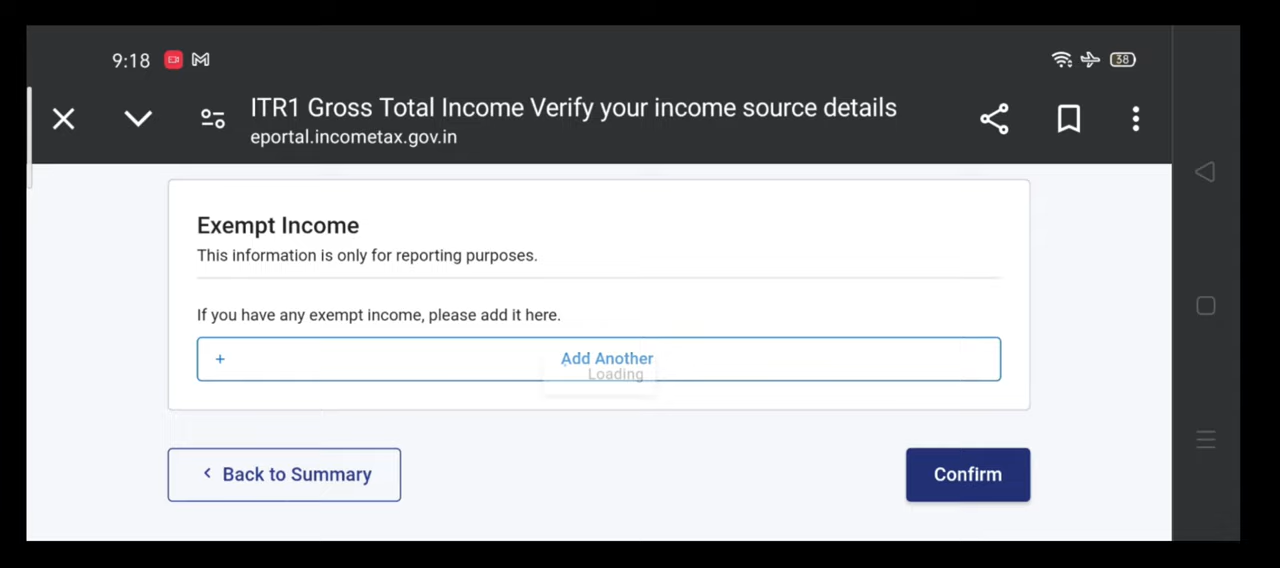 9:18
38
ITR1 Gross Total Income Verify your income source details
eportal.incometax.gov.in
Exempt Income
This information is only for reporting purposes.
If you have any exempt income, please add it here.
+ Add Another
Loading
Back to Summary
Confirm